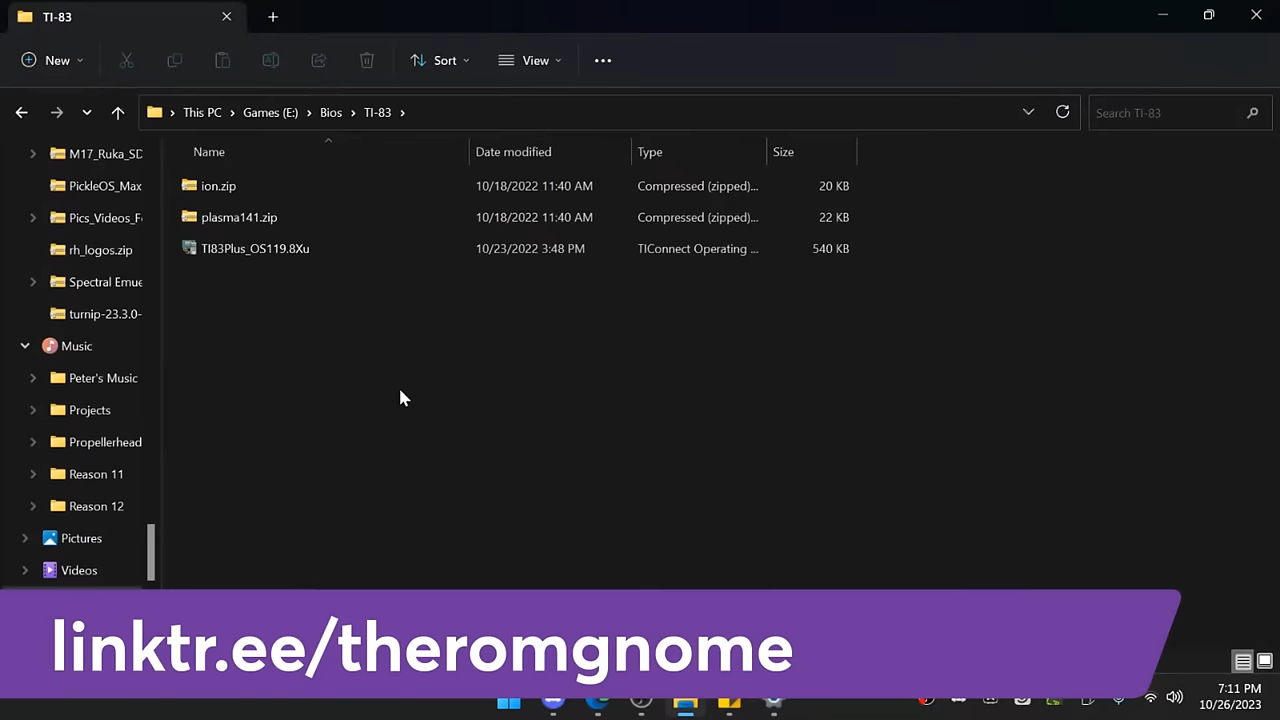 TI-83
New
Sort
View
This PC > Games (E:) > Bios > TI-83 >
Search TI-83
M17_Ruka_SD
PickleOS_Max
Pics_Videos_F
rh_logos.zip
Spectral Emue
turnip-23.3.0-
Music
Peter's Music
Projects
Propellerhead
Reason 11
Reason 12
Pictures
Videos
Name Date modified Type Size
ion.zip 10/18/2022 11:40 AM Compressed (zipped)... 20 KB
plasma141.zip 10/18/2022 11:40 AM Compressed (zipped)... 22 KB
TI83Plus_OS119.8Xu 10/23/2022 3:48 PM TIConnect Operating ... 540 KB
linktr.ee/theromgnome
7:11 PM
10/26/2023